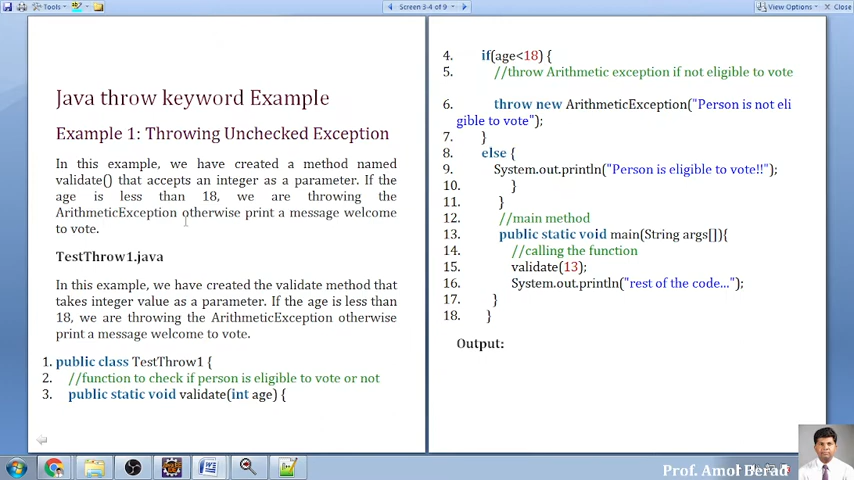 Tools
Screen 3-4 of 9
View Options
Close
Java throw keyword Example
Example 1: Throwing Unchecked Exception
In this example, we have created a method named
validate() that accepts an integer as a parameter. If the
age is less than 18, we are throwing the
ArithmeticException otherwise print a message welcome
to vote.
TestThrow1.java
In this example, we have created the validate method that
takes integer value as a parameter. If the age is less than
18, we are throwing the ArithmeticException otherwise
print a message welcome to vote.
1. public class TestThrow1 {
2. //function to check if person is eligible to vote or not
3. public static void validate(int age) {
4. if(age<18) {
5. //throw Arithmetic exception if not eligible to vote
6. throw new ArithmeticException("Person is not eli
gible to vote");
7. }
8. else {
9. System.out.println("Person is eligible to vote!!");
10. }
11. }
12. //main method
13. public static void main(String args[]){
14. //calling the function
15. validate(13);
16. System.out.println("rest of the code...");
17. }
18. }
Output:
Prof. Amol Berad